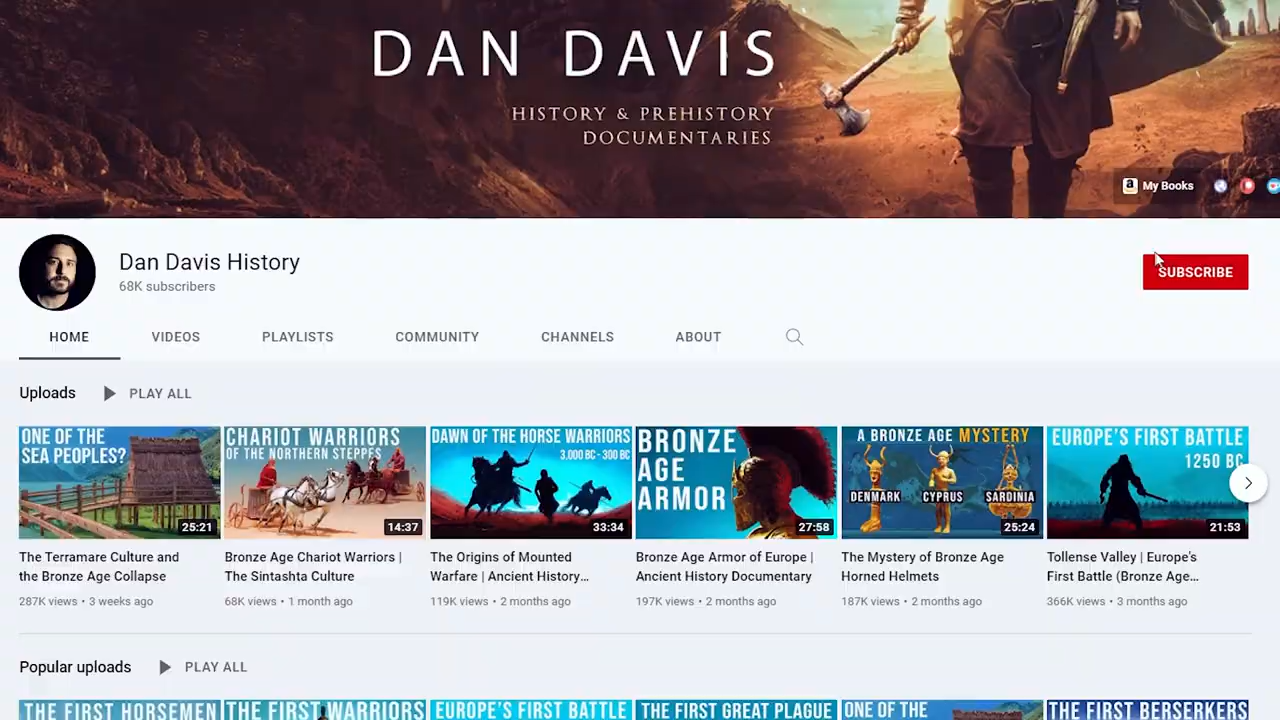 DAN DAVIS
HISTORY & PREHISTORY
DOCUMENTARIES
a My Books
Dan Davis History
68K subscribers
SUBSCRIBE
HOME VIDEOS PLAYLISTS COMMUNITY CHANNELS ABOUT
Uploads PLAY ALL
ONE OF THE
SEA PEOPLES?
25:21
CHARIOT WARRIORS
OF THE NORTHERN STEPPES
14:37
DAWN OF THE HORSE WARRIORS
3,000 BC - 300 BC
33:34
BRONZE
AGE
ARMOR
27:58
A BRONZE AGE MYSTERY
DENMARK CYPRUS SARDINIA
25:24
EUROPE'S FIRST BATTLE
1250 BC
21:53
The Terramare Culture and
the Bronze Age Collapse
287K views • 3 weeks ago
Bronze Age Chariot Warriors |
The Sintashta Culture
68K views • 1 month ago
The Origins of Mounted
Warfare | Ancient History...
119K views • 2 months ago
Bronze Age Armor of Europe |
Ancient History Documentary
197K views • 2 months ago
The Mystery of Bronze Age
Horned Helmets
187K views • 2 months ago
Tollense Valley | Europe's
First Battle (Bronze Age...
366K views • 3 months ago
Popular uploads PLAY ALL
THE FIRST HORSEMEN
THE FIRST WARRIORS
EUROPE'S FIRST BATTLE
THE FIRST GREAT PLAGUE
ONE OF THE
THE FIRST BERSERKERS